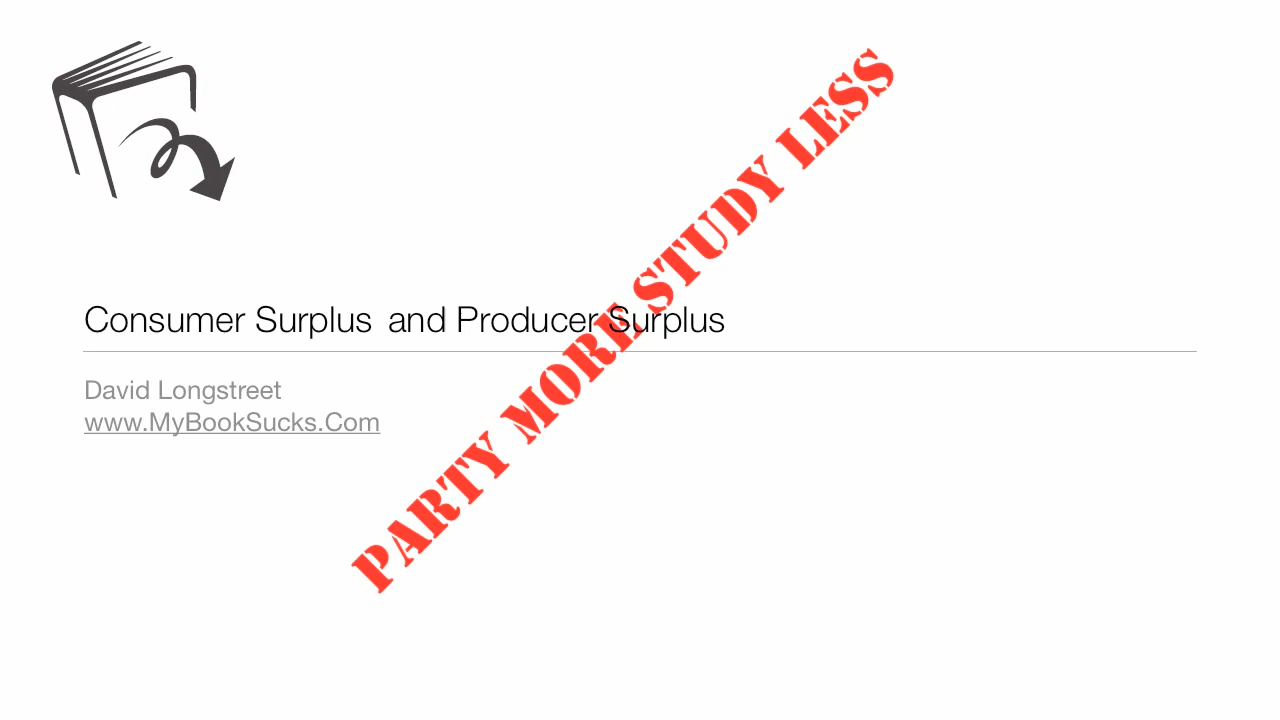 PARTY MORE STUDY LESS
Consumer Surplus and Producer Surplus
David Longstreet
www.MyBookSucks.Com